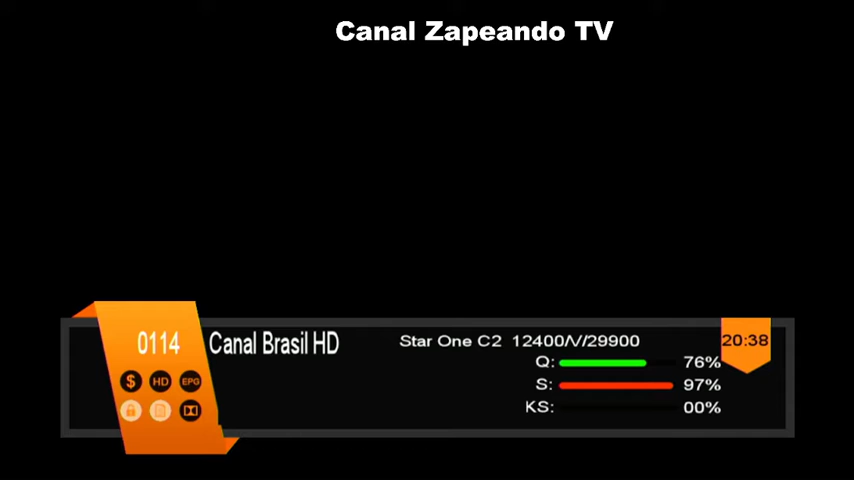 Canal Zapeando TV
0114
Canal Brasil HD
Star One C2 12400/V/29900
20:38
Q: 76%
$ HD EPG
S: 97%
KS: 00%